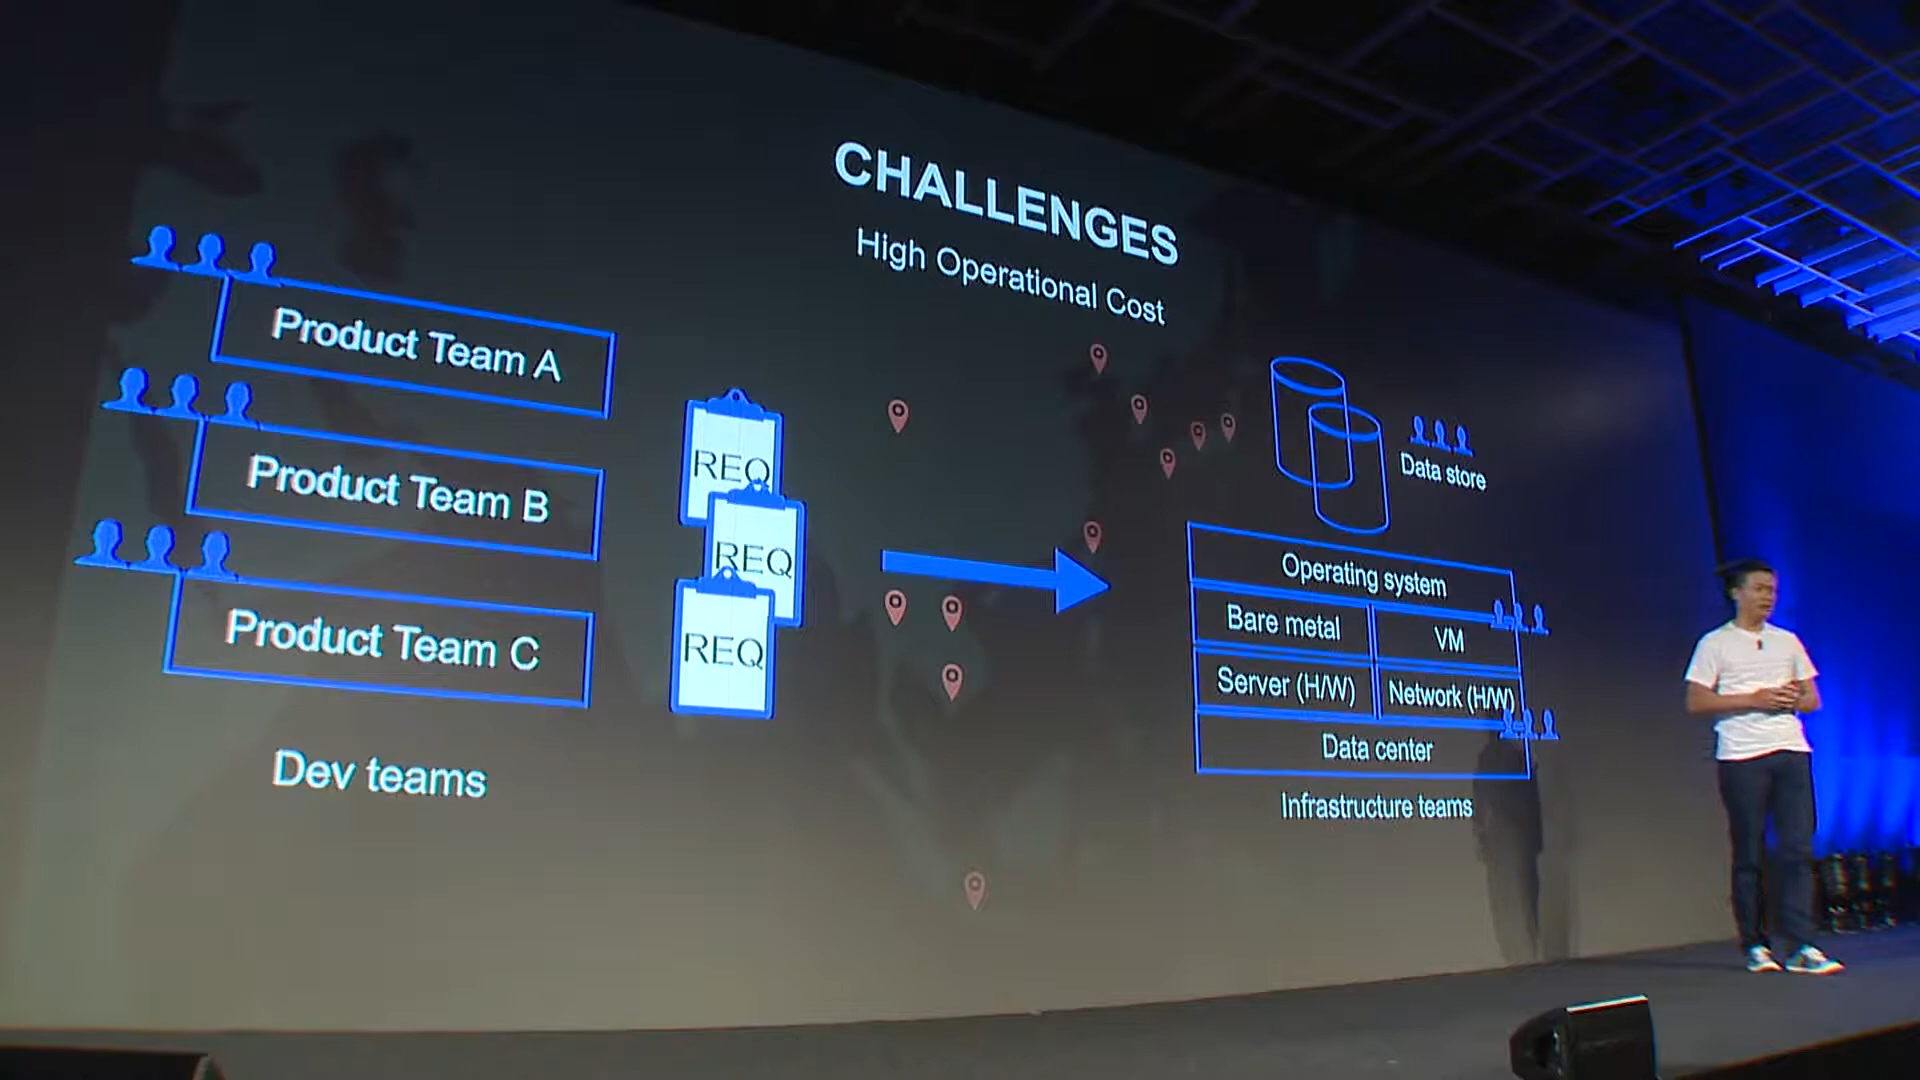 CHALLENGES
High Operational Cost
Product Team A
Product Team B
Product Team C
Dev teams
REQ
REQ
REQ
Data store
Operating system
Bare metal
VM
Server (H/W)
Network (H/W)
Data center
Infrastructure teams